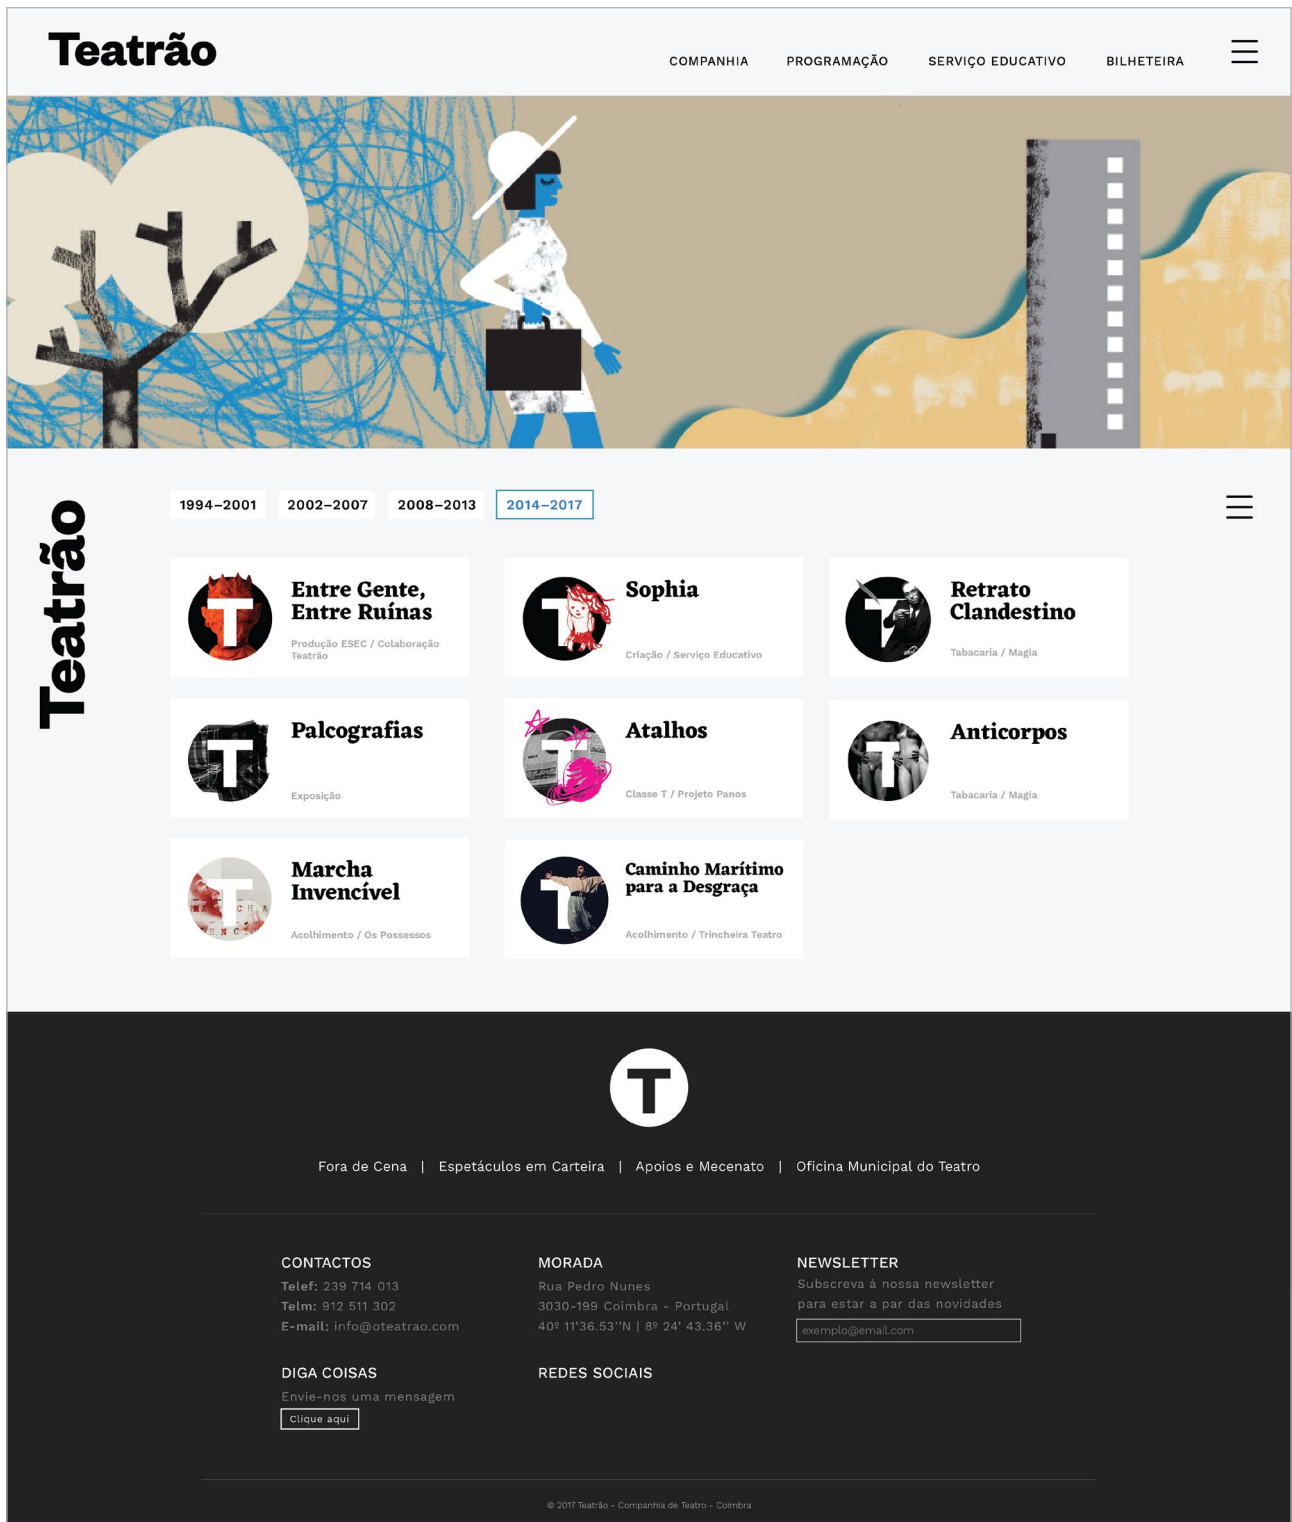 Teatrão
COMPANHIA
PROGRAMAÇÃO
SERVIÇO EDUCATIVO
BILHETEIRA
Teatrão
1994–2001
2002–2007
2008–2013
2014–2017
T
Entre Gente,
Entre Ruínas
Produção ESEC / Colaboração
Teatrão
T
Sophia
Criação / Serviço Educativo
T
Retrato
Clandestino
Tabacaria / Magia
T
Palcografias
Exposição
T
Atalhos
Classe T / Projeto Panos
T
Anticorpos
Tabacaria / Magia
T
Marcha
Invencível
Acolhimento / Os Possessos
T
Caminho Marítimo
para a Desgraça
Acolhimento / Trincheira Teatro
T
Fora de Cena | Espetáculos em Carteira | Apoios e Mecenato | Oficina Municipal do Teatro
CONTACTOS
Telef: 239 714 013
Telm: 912 511 302
E-mail: info@oteatrao.com
MORADA
Rua Pedro Nunes
3030-199 Coimbra - Portugal
40º 11'36.53''N | 8º 24' 43.36'' W
NEWSLETTER
Subscreva à nossa newsletter
para estar a par das novidades
exemplo@email.com
DIGA COISAS
Envie-nos uma mensagem
Clique aqui
REDES SOCIAIS
© 2017 Teatrão - Companhia de Teatro - Coimbra